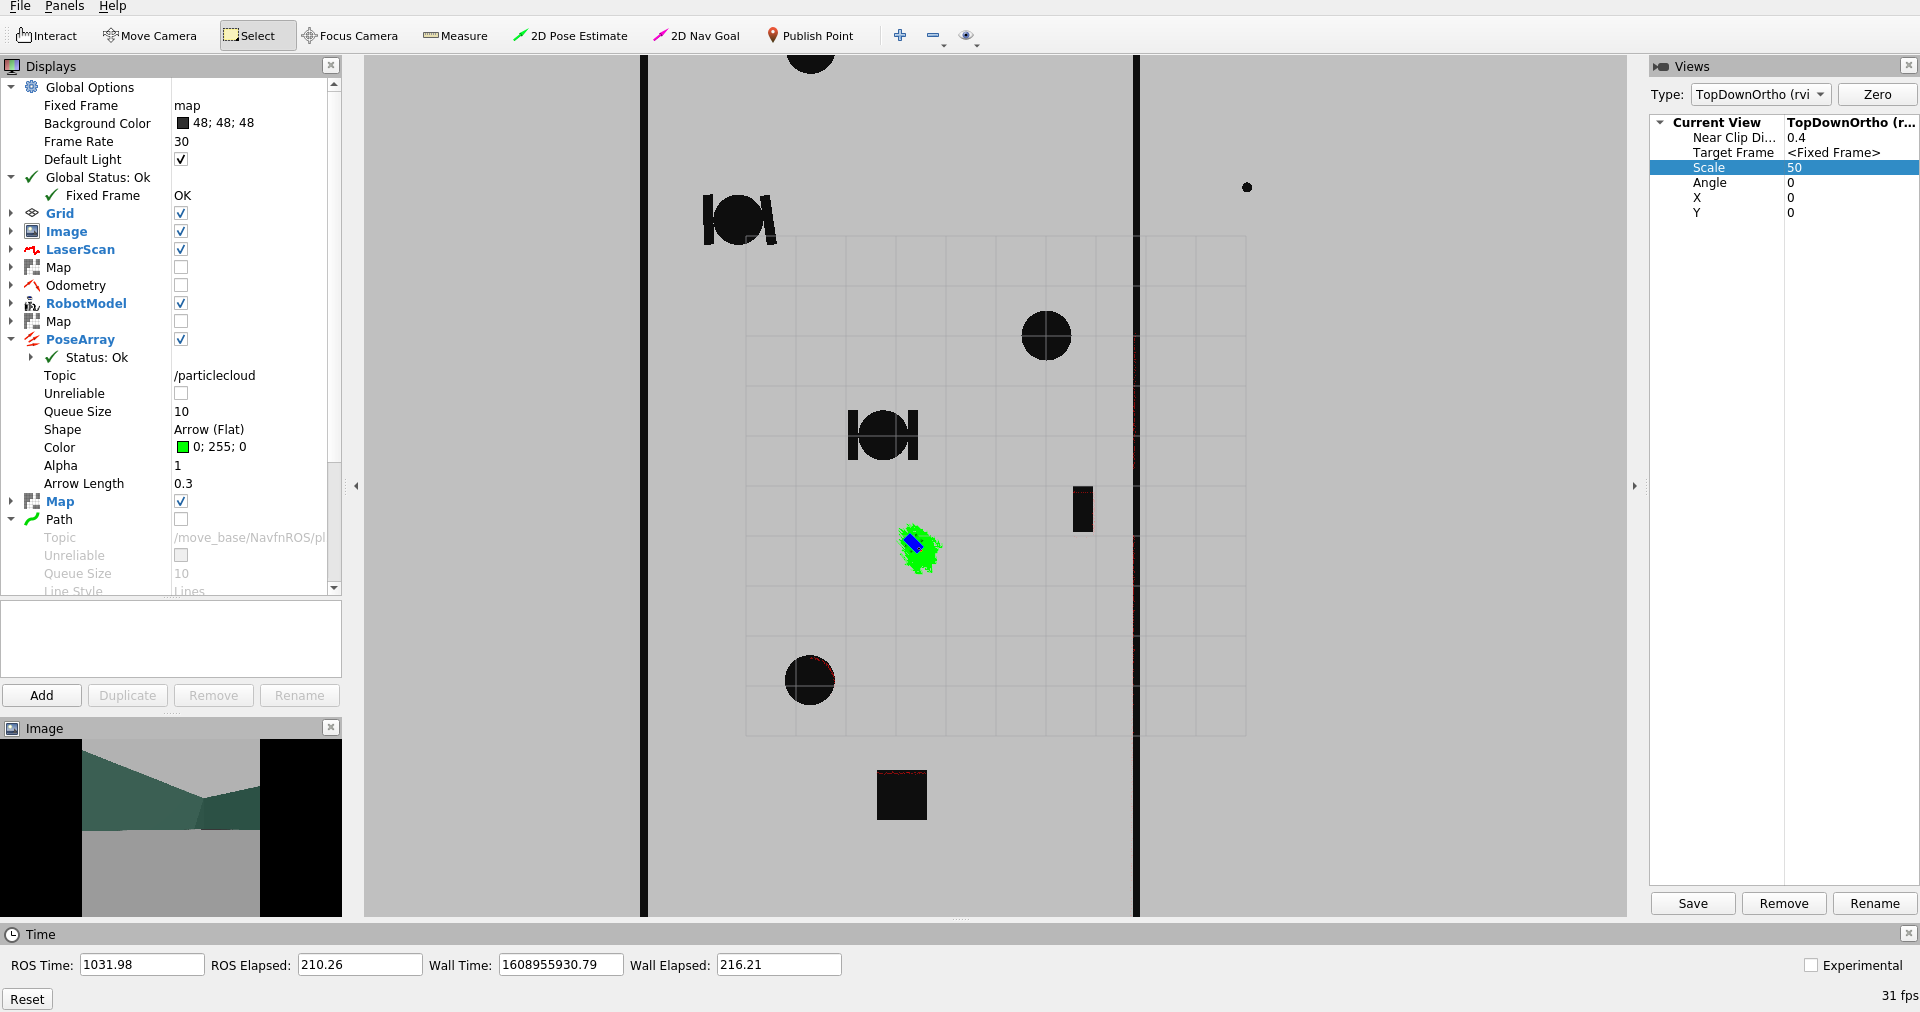 File Panels Help
Interact Move Camera Select Focus Camera Measure 2D Pose Estimate 2D Nav Goal Publish Point
Displays
Global Options
Fixed Frame map
Background Color 48; 48; 48
Frame Rate 30
Default Light
Global Status: Ok
Fixed Frame OK
Grid
Image
LaserScan
Map
Odometry
RobotModel
Map
PoseArray
Status: Ok
Topic /particlecloud
Unreliable
Queue Size 10
Shape Arrow (Flat)
Color 0; 255; 0
Alpha 1
Arrow Length 0.3
Map
Path
Topic /move_base/NavfnROS/pl
Unreliable
Queue Size 10
Line Style Lines
Add Duplicate Remove Rename
Image
Views
Type: TopDownOrtho (rvi Zero
Current View TopDownOrtho (r...
Near Clip Di... 0.4
Target Frame <Fixed Frame>
Scale 50
Angle 0
X 0
Y 0
Save Remove Rename
Time
ROS Time: 1031.98 ROS Elapsed: 210.26 Wall Time: 1608955930.79 Wall Elapsed: 216.21 Experimental
Reset 31 fps